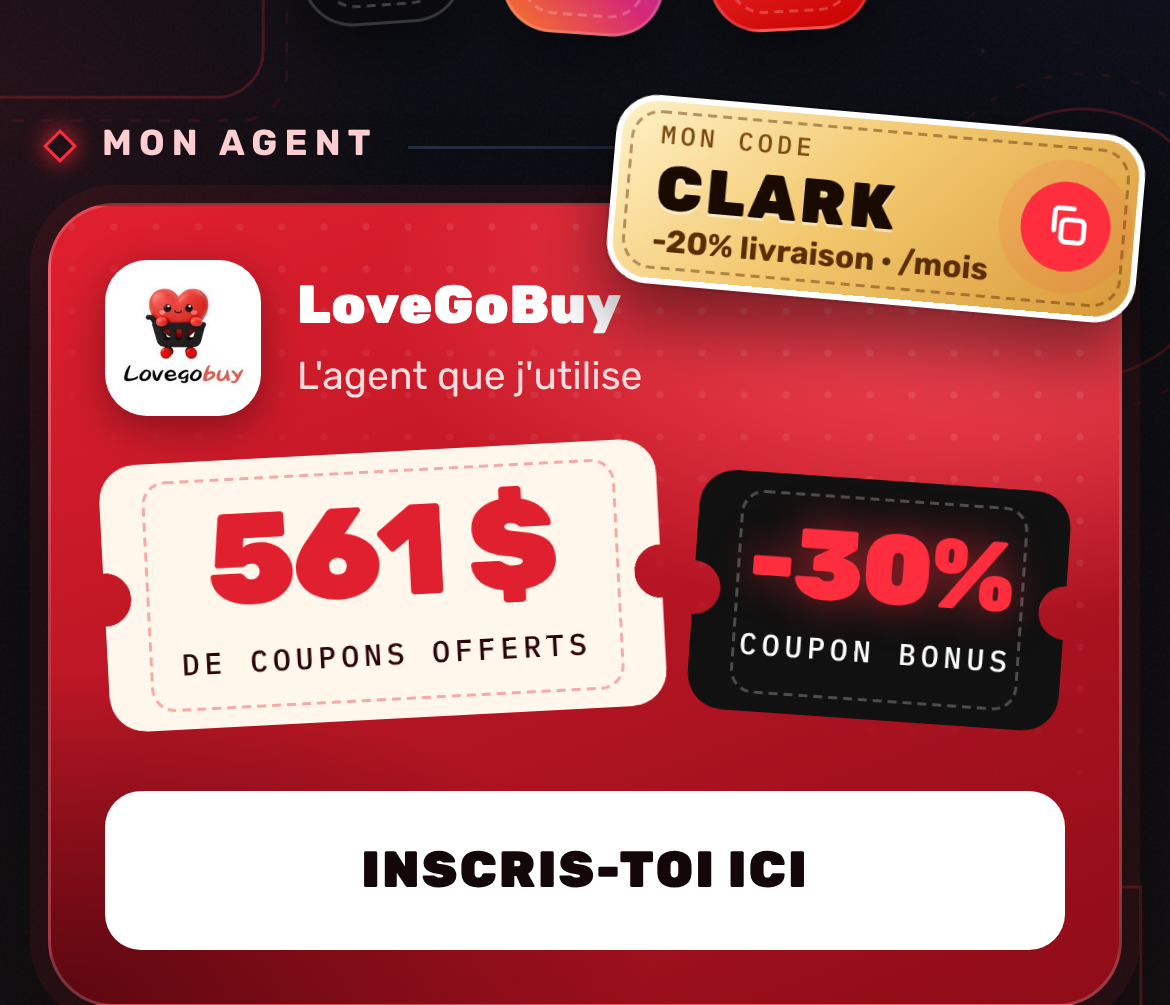 MON AGENT
MON CODE
CLARK
-20% livraison • /mois
Lovegobuy
LoveGoBuy
L'agent que j'utilise
561$
DE COUPONS OFFERTS
-30%
COUPON BONUS
INSCRIS-TOI ICI